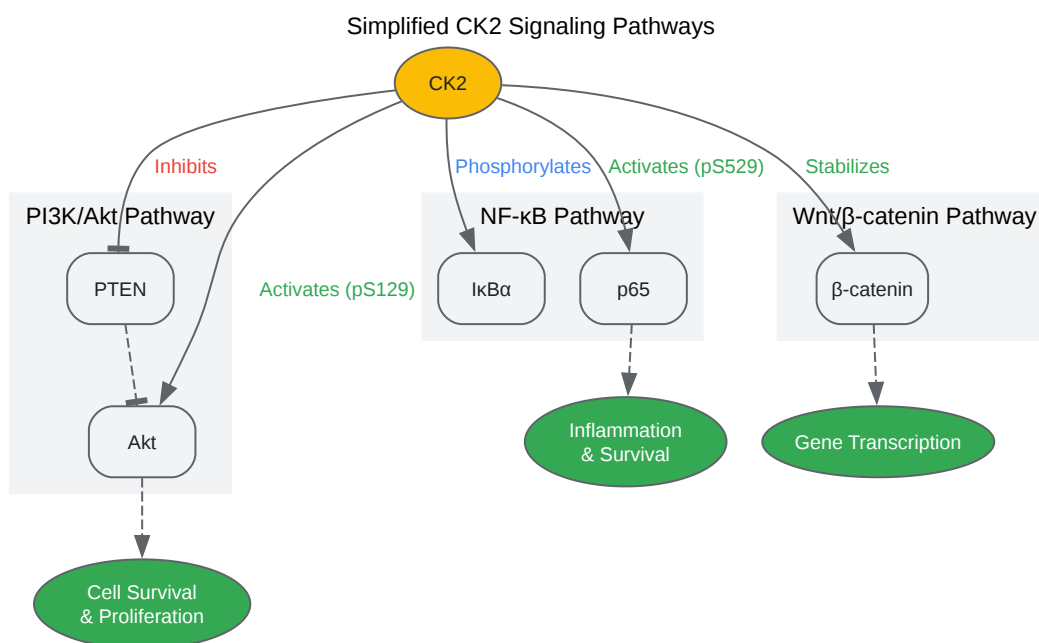 Simplified CK2 Signaling Pathways
CK2
Inhibits
Phosphorylates
Activates (pS529)
Stabilizes
PI3K/Akt Pathway
NF-κB Pathway
Wnt/β-catenin Pathway
PTEN
Activates (pS129)
IκBα
p65
β-catenin
Akt
Inflammation
& Survival
Gene Transcription
Cell Survival
& Proliferation